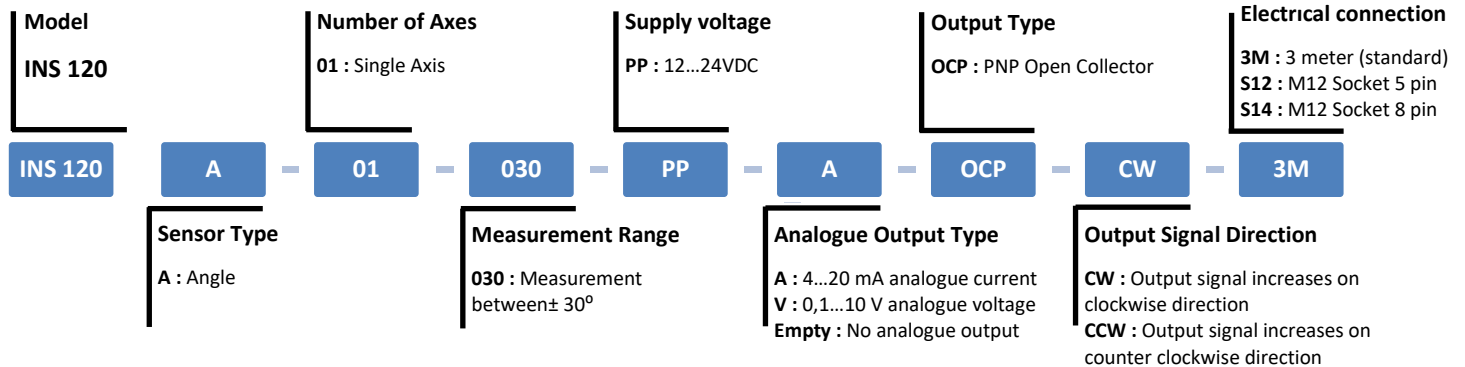 Model
INS 120
Number of Axes
01 : Single Axis
Supply voltage
PP : 12...24VDC
Output Type
OCP : PNP Open Collector
Electrical connection
3M : 3 meter (standard)
S12 : M12 Socket 5 pin
S14 : M12 Socket 8 pin
INS 120 A - 01 - 030 - PP - A - OCP - CW - 3M
Sensor Type
A : Angle
Measurement Range
030 : Measurement
between± 30⁰
Analogue Output Type
A : 4...20 mA analogue current
V : 0,1...10 V analogue voltage
Empty : No analogue output
Output Signal Direction
CW : Output signal increases on
clockwise direction
CCW : Output signal increases on
counter clockwise direction